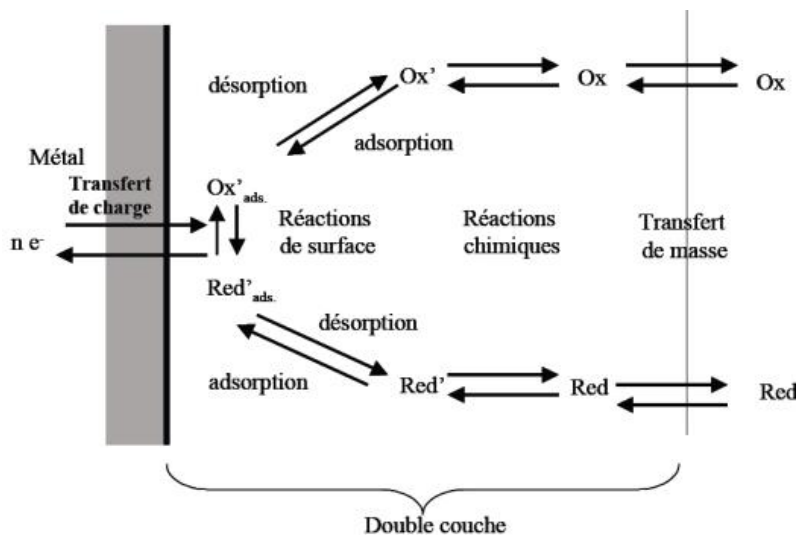 Ox'
Ox
Ox
désorption
adsorption
Métal
Transfert
de charge
Ox'ads.
n e-
Réactions
de surface
Réactions
chimiques
Transfert
de masse
Red'ads.
désorption
adsorption
Red'
Red
Red
Double couche